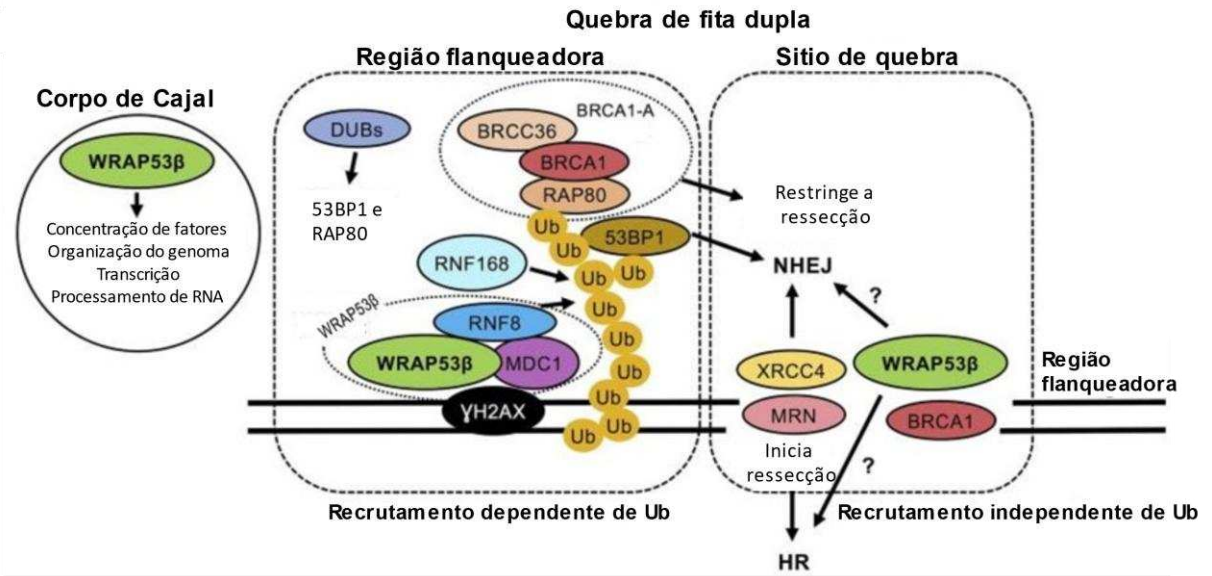 Quebra de fita dupla
Região flanqueadora
Sitio de quebra
Corpo de Cajal
WRAP53β
Concentração de fatores
Organização do genoma
Transcrição
Processamento de RNA
DUBs
53BP1 e
RAP80
BRCA1-A
BRCC36
BRCA1
RAP80
Ub
Ub
53BP1
Ub
Ub
RNF168
Ub
WRAP53β
RNF8
WRAP53β
MDC1
Ub
Ub
Ub
ɣH2AX
Ub
Ub
Restringe a
ressecção
NHEJ
?
XRCC4
WRAP53β
MRN
BRCA1
Inicia
ressecção
?
Região
flanqueadora
Recrutamento dependente de Ub
Recrutamento independente de Ub
HR